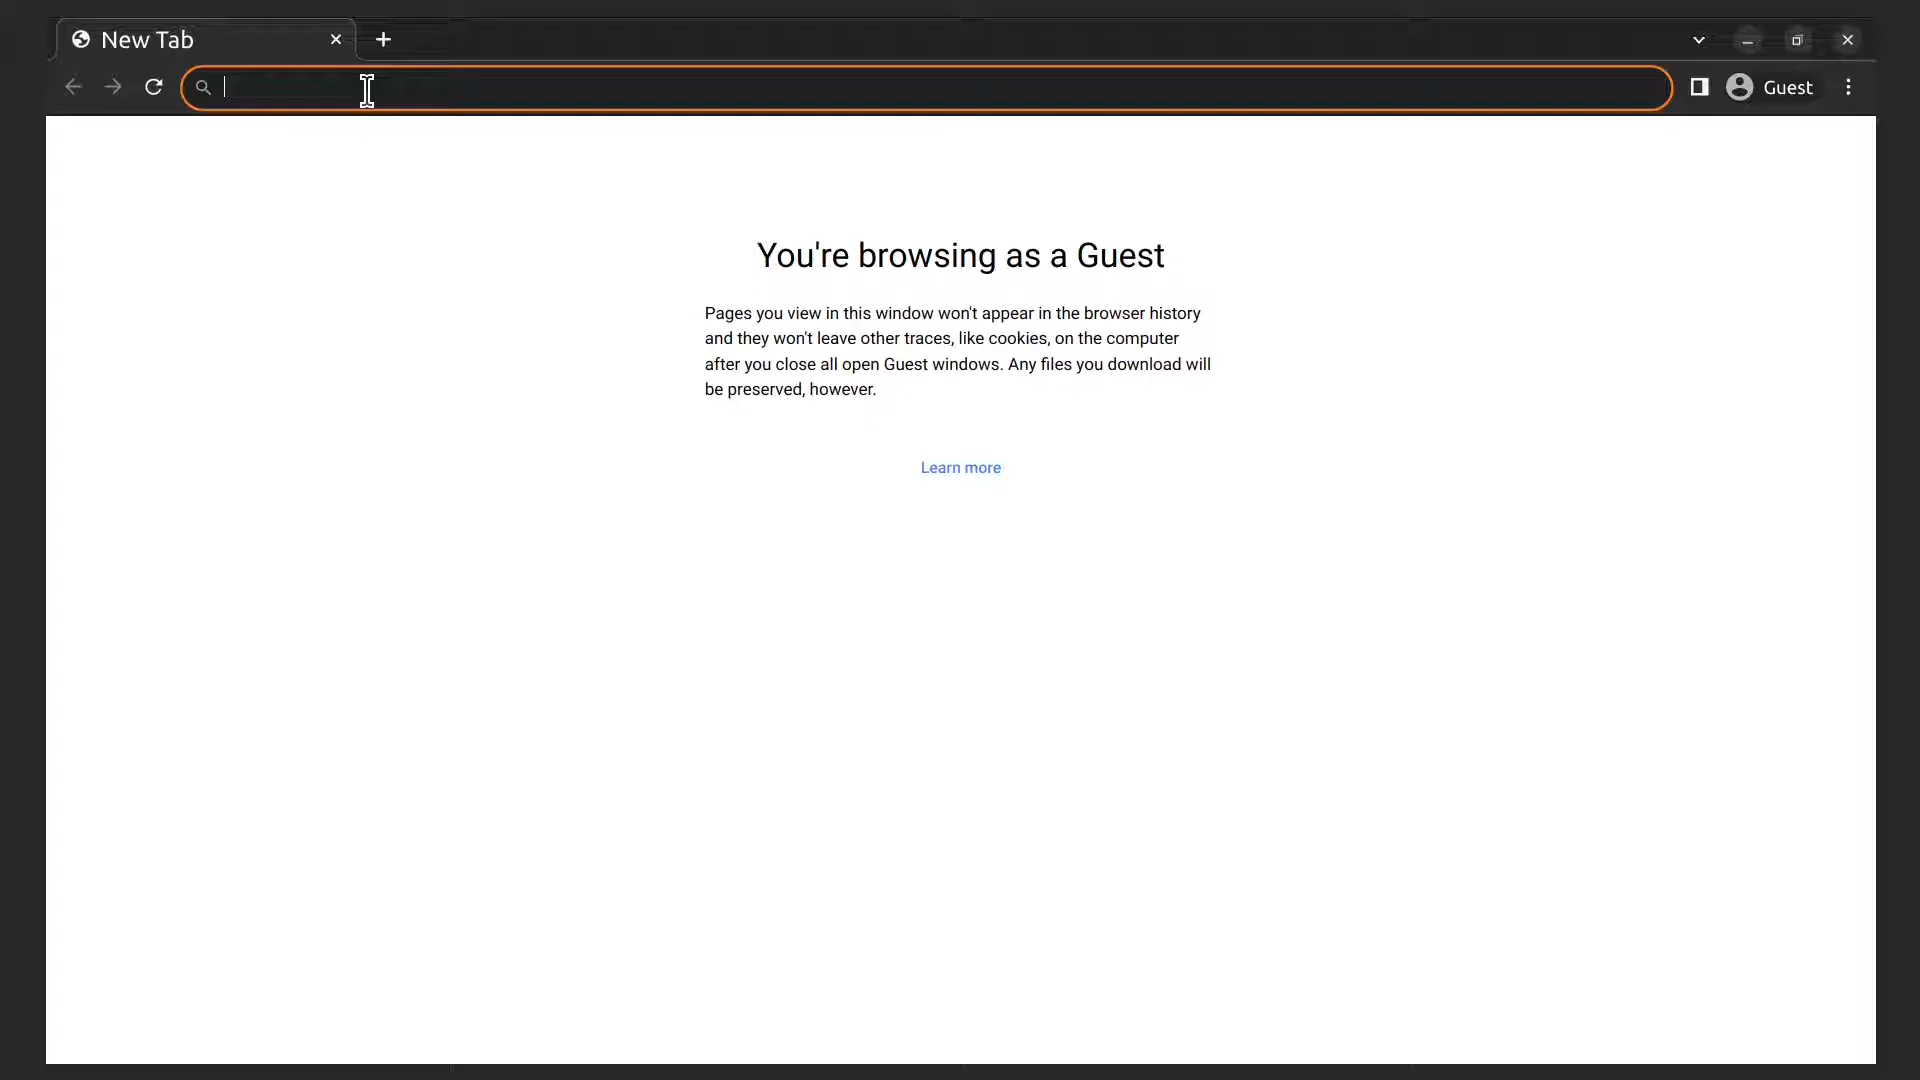 New Tab
Guest
You're browsing as a Guest
Pages you view in this window won't appear in the browser history
and they won't leave other traces, like cookies, on the computer
after you close all open Guest windows. Any files you download will
be preserved, however.
Learn more